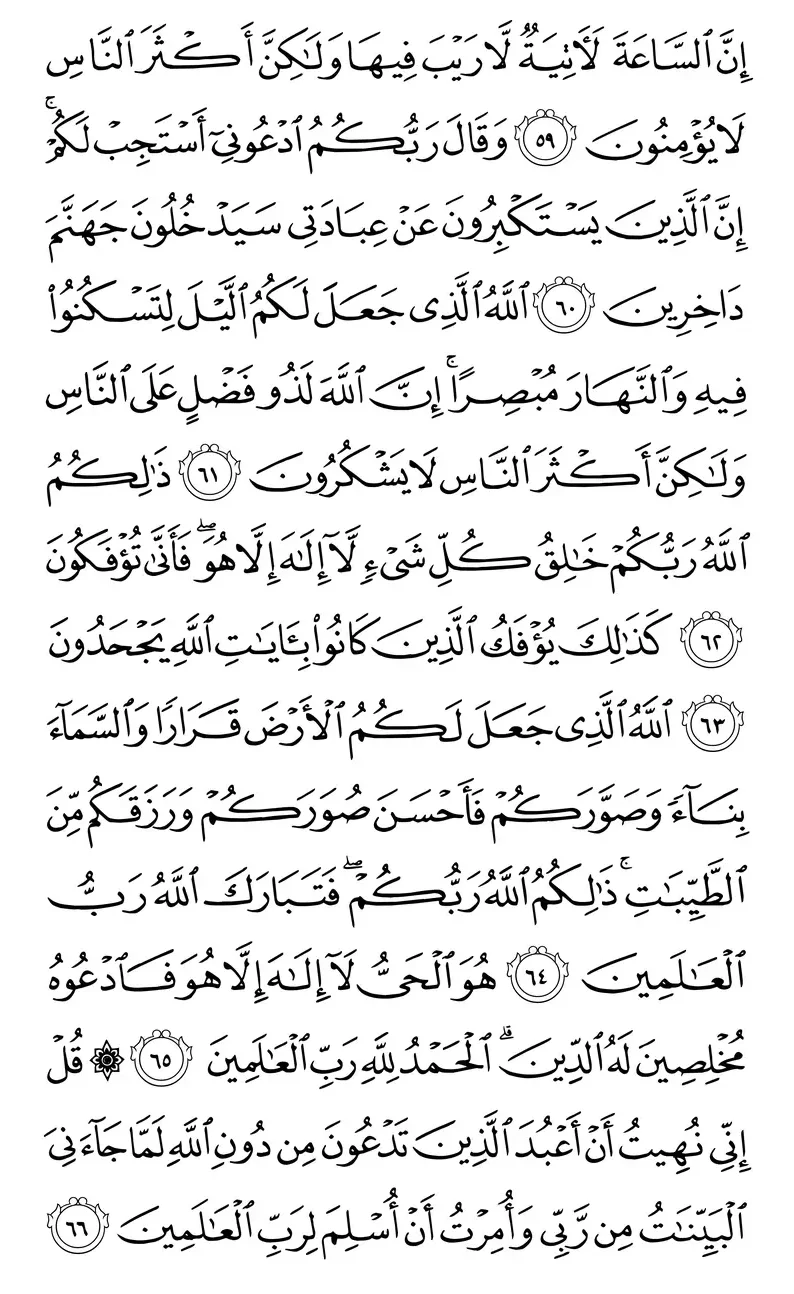 إِنَّ ٱلسَّاعَةَ لَـَٔاتِيَةٌ لَّا رَيْبَ فِيهَا وَلَـٰكِنَّ أَكْثَرَ ٱلنَّاسِ
لَا يُؤْمِنُونَ ٥٩ وَقَالَ رَبُّكُمُ ٱدْعُونِىٓ أَسْتَجِبْ لَكُمْ ۚ
إِنَّ ٱلَّذِينَ يَسْتَكْبِرُونَ عَنْ عِبَادَتِى سَيَدْخُلُونَ جَهَنَّمَ
دَاخِرِينَ ٦٠ ٱللَّهُ ٱلَّذِى جَعَلَ لَكُمُ ٱلَّيْلَ لِتَسْكُنُوا۟
فِيهِ وَٱلنَّهَارَ مُبْصِرًا ۚ إِنَّ ٱللَّهَ لَذُو فَضْلٍ عَلَى ٱلنَّاسِ
وَلَـٰكِنَّ أَكْثَرَ ٱلنَّاسِ لَا يَشْكُرُونَ ٦١ ذَٰلِكُمُ
ٱللَّهُ رَبُّكُمْ خَـٰلِقُ كُلِّ شَىْءٍ لَّآ إِلَـٰهَ إِلَّا هُوَ ۖ فَأَنَّىٰ تُؤْفَكُونَ
٦٢ كَذَٰلِكَ يُؤْفَكُ ٱلَّذِينَ كَانُوا۟ بِـَٔايَـٰتِ ٱللَّهِ يَجْحَدُونَ
٦٣ ٱللَّهُ ٱلَّذِى جَعَلَ لَكُمُ ٱلْأَرْضَ قَرَارًا وَٱلسَّمَآءَ
بِنَآءً وَصَوَّرَكُمْ فَأَحْسَنَ صُوَرَكُمْ وَرَزَقَكُم مِّنَ
ٱلطَّيِّبَـٰتِ ۚ ذَٰلِكُمُ ٱللَّهُ رَبُّكُمْ ۖ فَتَبَارَكَ ٱللَّهُ رَبُّ
ٱلْعَـٰلَمِينَ ٦٤ هُوَ ٱلْحَىُّ لَآ إِلَـٰهَ إِلَّا هُوَ فَٱدْعُوهُ
مُخْلِصِينَ لَهُ ٱلدِّينَ ۗ ٱلْحَمْدُ لِلَّهِ رَبِّ ٱلْعَـٰلَمِينَ ٦٥ ۞ قُلْ
إِنِّى نُهِيتُ أَنْ أَعْبُدَ ٱلَّذِينَ تَدْعُونَ مِن دُونِ ٱللَّهِ لَمَّا جَآءَنِىَ
ٱلْبَيِّنَـٰتُ مِن رَّبِّى وَأُمِرْتُ أَنْ أُسْلِمَ لِرَبِّ ٱلْعَـٰلَمِينَ ٦٦